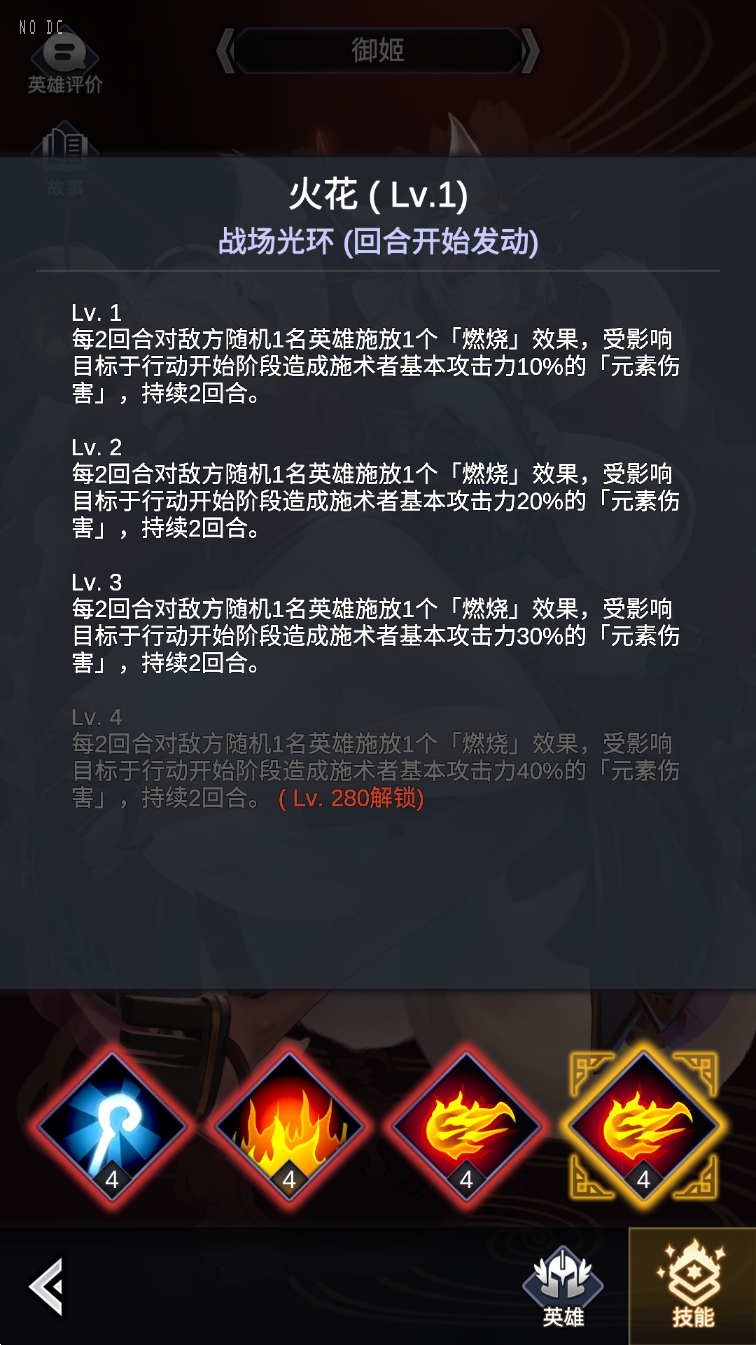 NO DC
御姬
英雄评价
故事
火花 ( Lv.1)
战场光环 (回合开始发动)
Lv. 1
每2回合对敌方随机1名英雄施放1个「燃烧」效果，受影响
目标于行动开始阶段造成施术者基本攻击力10%的「元素伤
害」，持续2回合。
Lv. 2
每2回合对敌方随机1名英雄施放1个「燃烧」效果，受影响
目标于行动开始阶段造成施术者基本攻击力20%的「元素伤
害」，持续2回合。
Lv. 3
每2回合对敌方随机1名英雄施放1个「燃烧」效果，受影响
目标于行动开始阶段造成施术者基本攻击力30%的「元素伤
害」，持续2回合。
Lv. 4
每2回合对敌方随机1名英雄施放1个「燃烧」效果，受影响
目标于行动开始阶段造成施术者基本攻击力40%的「元素伤
害」，持续2回合。 ( Lv. 280解锁)
4 4 4 4
英雄 技能